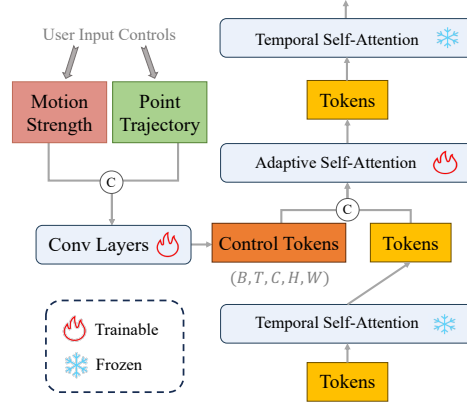 User Input Controls
Motion
Strength
Point
Trajectory
C
Conv Layers
Control Tokens
(B, T, C, H, W)
Temporal Self-Attention
Tokens
Adaptive Self-Attention
C
Tokens
Temporal Self-Attention
Tokens
Trainable
Frozen